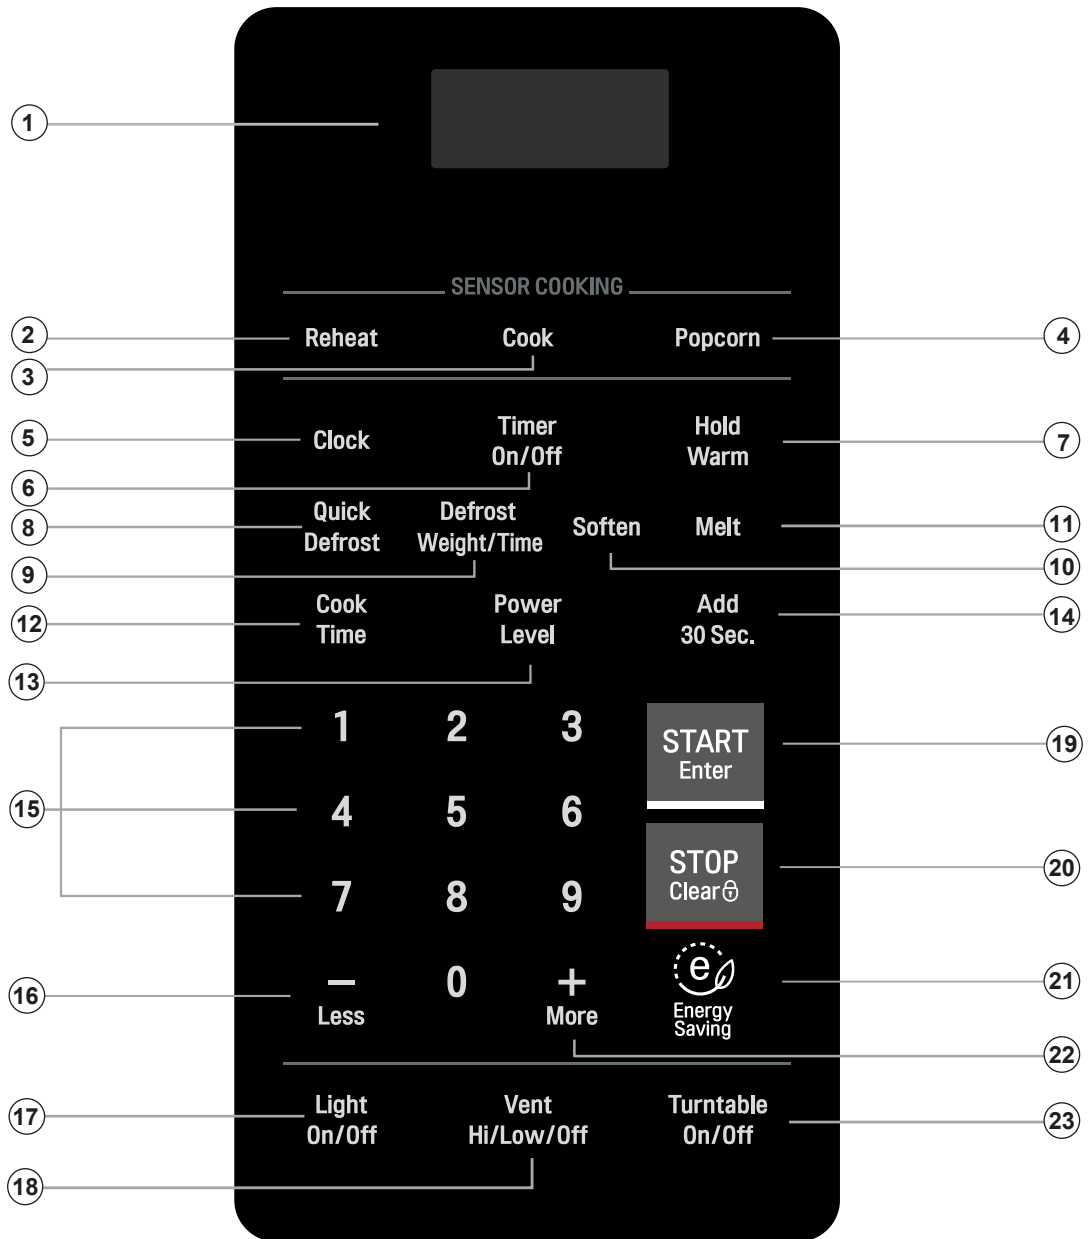 1
SENSOR COOKING
2 Reheat Cook Popcorn 4
3
5 Clock Timer On/Off Hold Warm 7
6
8 Quick Defrost Defrost Weight/Time Soften Melt 11
9 10
12 Cook Time Power Level Add 30 Sec. 14
13
1 2 3 START 19
Enter
15 4 5 6
STOP 20
Clear
7 8 9
16 − 0 + e 21
Less More Energy
Saving
22
17 Light On/Off Vent Hi/Low/Off Turntable On/Off 23
18